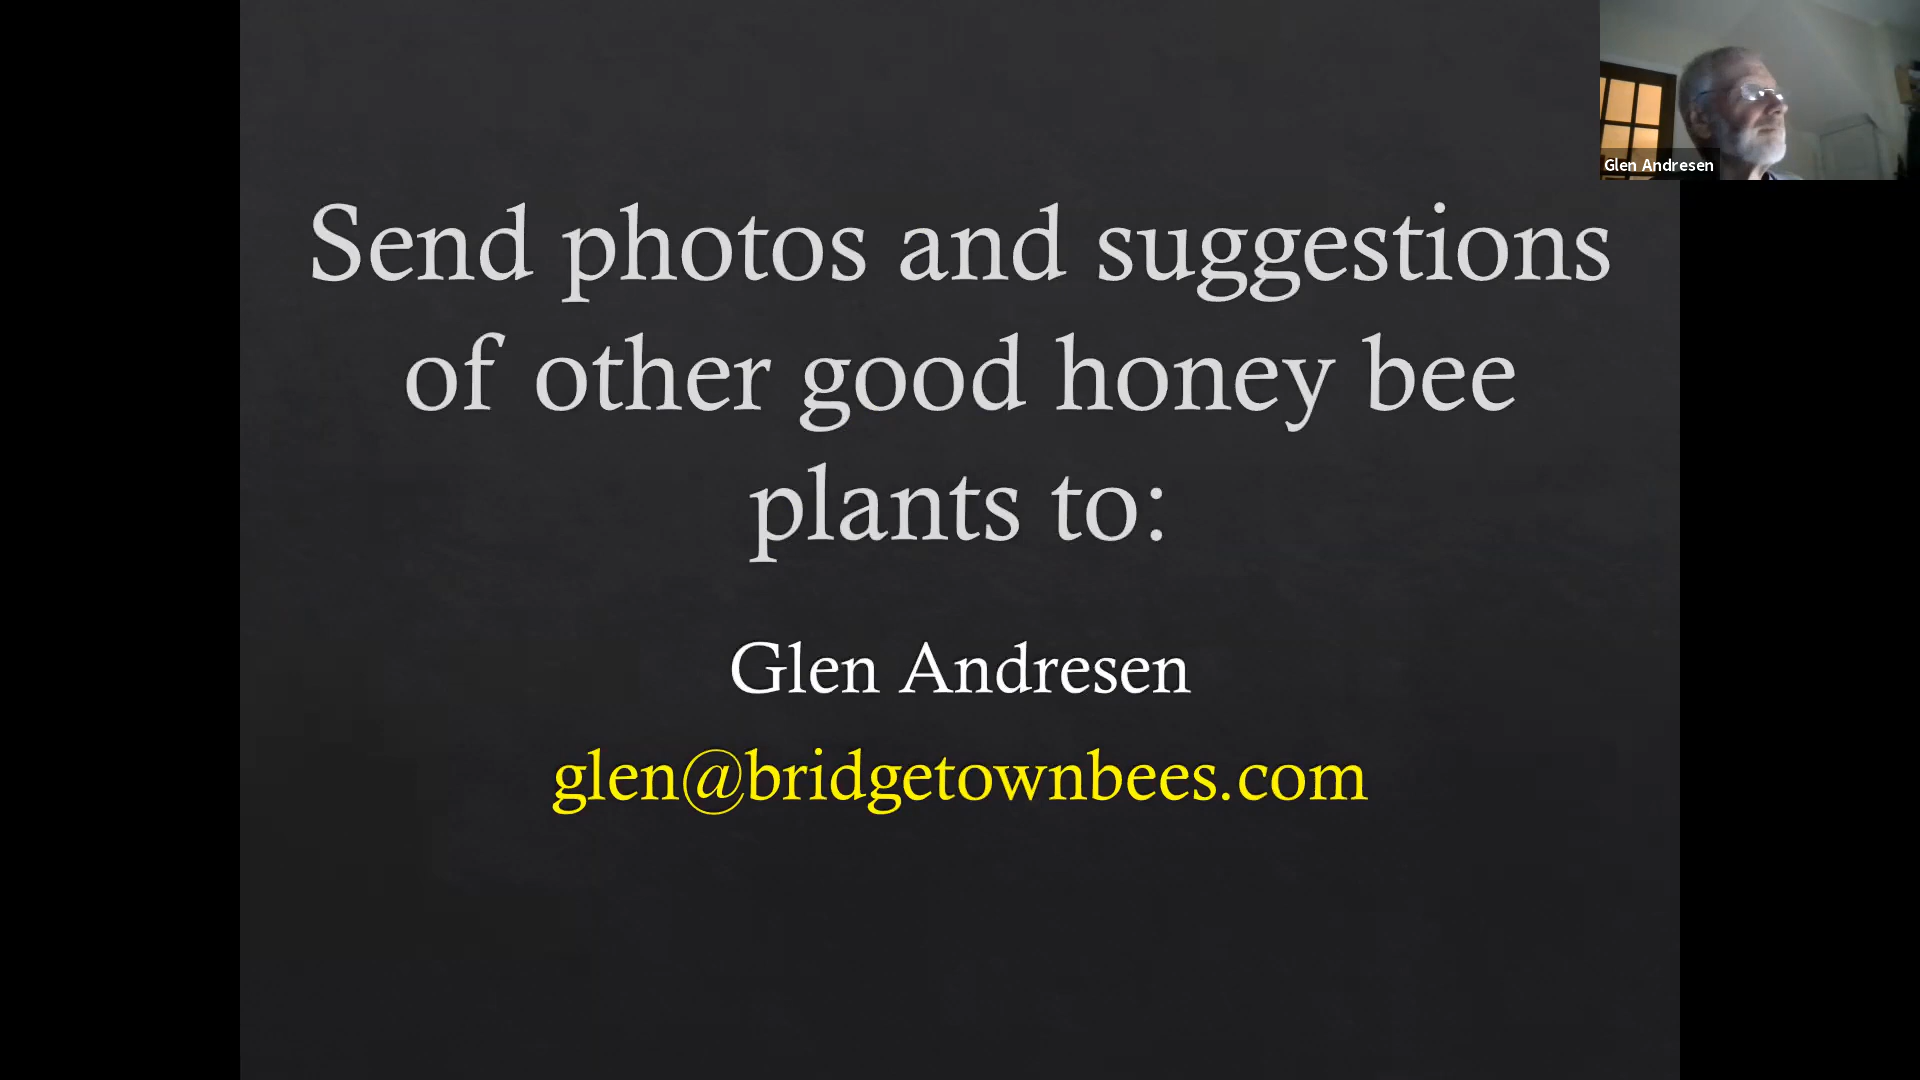 Send photos and suggestions
of other good honey bee
plants to:
Glen Andresen
glen@bridgetownbees.com
Glen Andresen